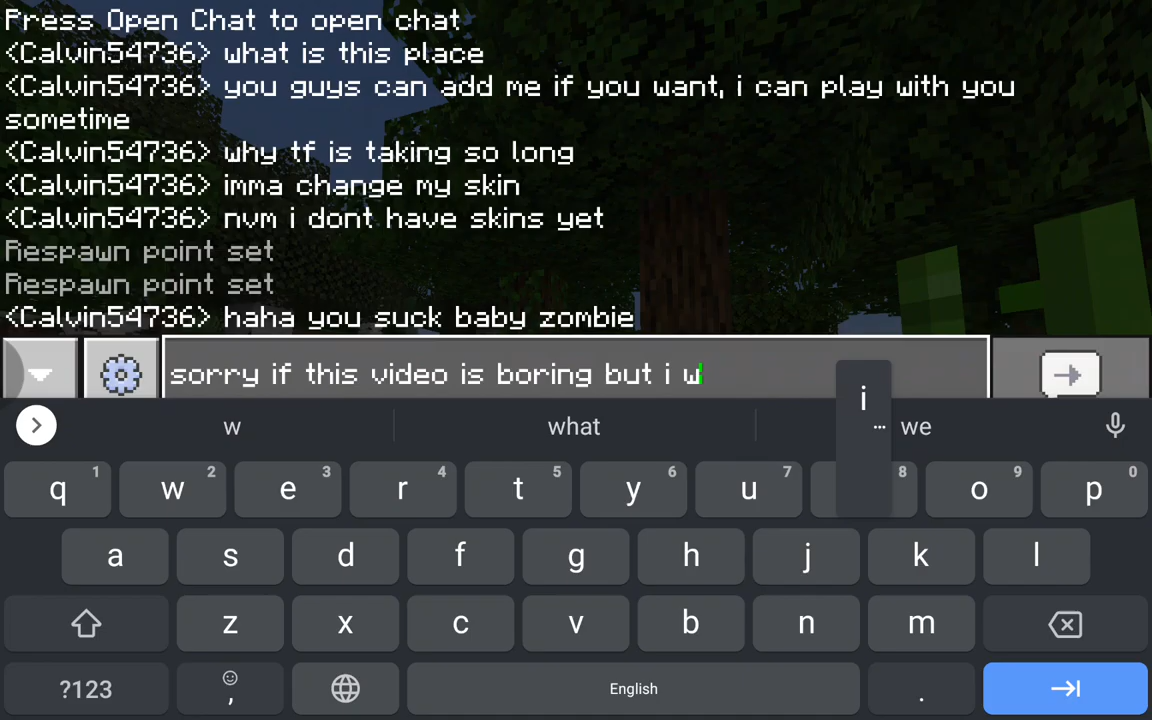 Press Open Chat to open chat
<Calvin54736> what is this place
<Calvin54736> you guys can add me if you want, i can play with you
sometime
<Calvin54736> why tf is taking so long
<Calvin54736> imma change my skin
<Calvin54736> nvm i dont have skins yet
Respawn point set
Respawn point set
<Calvin54736> haha you suck baby zombie
sorry if this video is boring but i w
w what we
i ...
q 1 w 2 e 3 r 4 t 5 y 6 u 7 8 o 9 p 0
a s d f g h j k l
z x c v b n m
?123 , English .